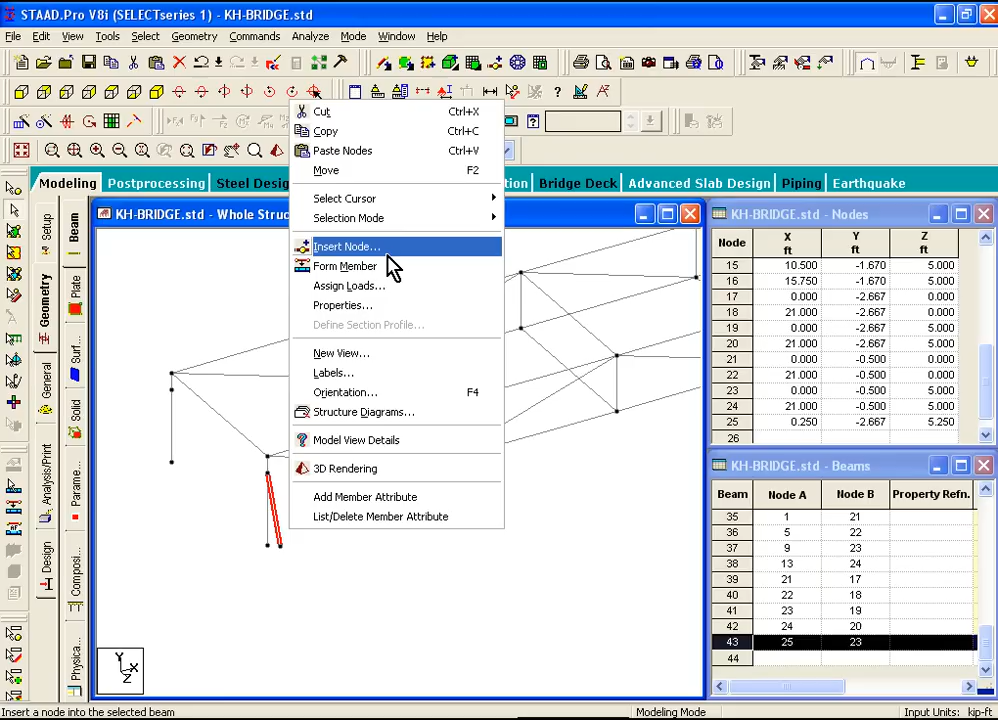 STAAD.Pro V8i (SELECTseries 1) - KH-BRIDGE.std
File Edit View Tools Select Geometry Commands Analyze Mode Window Help
Modeling Postprocessing Steel Desig tion Bridge Deck Advanced Slab Design Piping Earthquake
KH-BRIDGE.std - Whole Struc
Cut Ctrl+X
Copy Ctrl+C
Paste Nodes Ctrl+V
Move F2
Select Cursor
Selection Mode
Insert Node...
Form Member
Assign Loads...
Properties...
Define Section Profile...
New View...
Labels...
Orientation... F4
Structure Diagrams...
Model View Details
3D Rendering
Add Member Attribute
List/Delete Member Attribute
Setup
Geometry
General
Analysis/Print
Design
Beam
Plate
Surf...
Solid
Parame...
Composi...
Physica...
Y
X
Z
KH-BRIDGE.std - Nodes
Node X ft Y ft Z ft
15 10.500 -1.670 5.000
16 15.750 -1.670 5.000
17 0.000 -2.667 0.000
18 21.000 -2.667 0.000
19 0.000 -2.667 5.000
20 21.000 -2.667 5.000
21 0.000 -0.500 0.000
22 21.000 -0.500 0.000
23 0.000 -0.500 5.000
24 21.000 -0.500 5.000
25 0.250 -2.667 5.250
26
KH-BRIDGE.std - Beams
Beam Node A Node B Property Refn.
35 1 21
36 5 22
37 9 23
38 13 24
39 21 17
40 22 18
41 23 19
42 24 20
43 25 23
44
Insert a node into the selected beam Modeling Mode Input Units: kip-ft